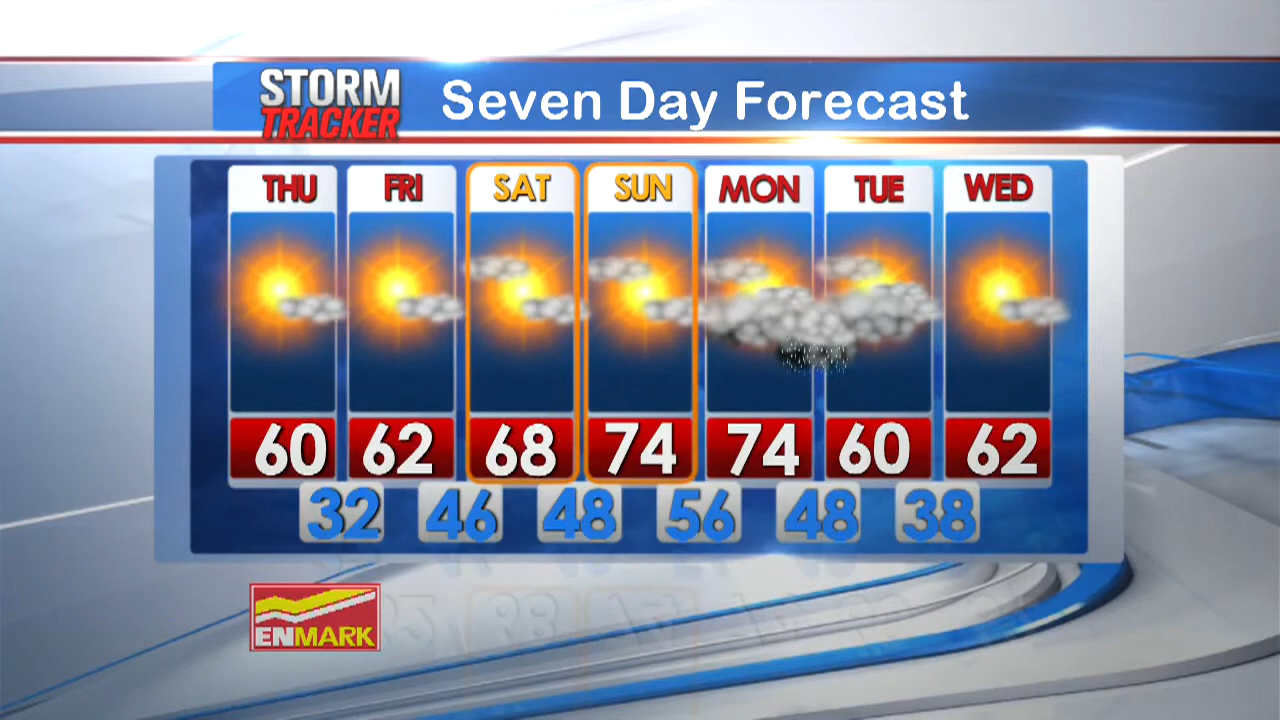 STORM
TRACKER
Seven Day Forecast
THU FRI SAT SUN MON TUE WED
60 62 68 74 74 60 62
32 46 48 56 48 38
ENMARK